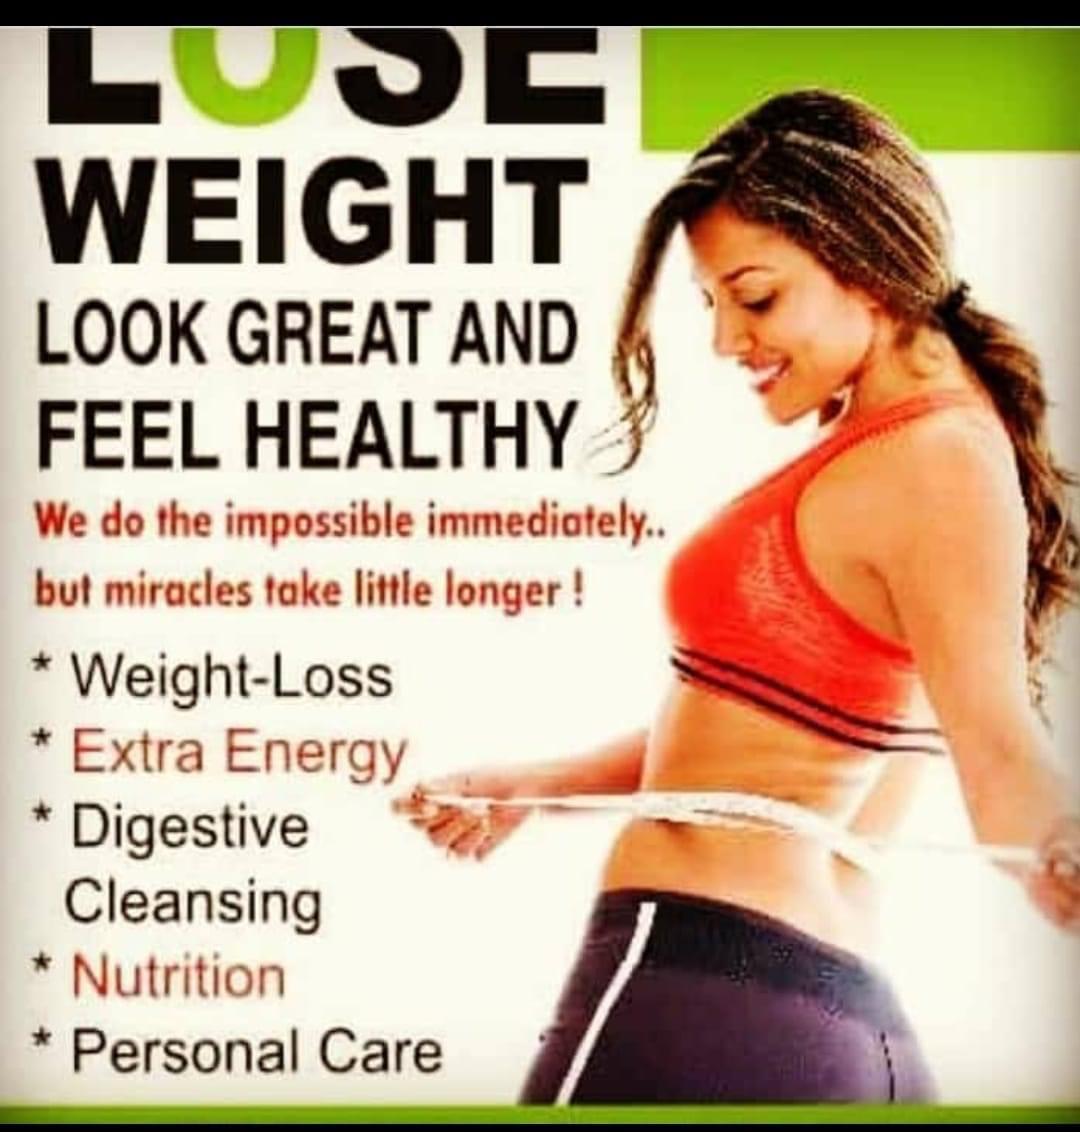 LOSE
WEIGHT
LOOK GREAT AND
FEEL HEALTHY
We do the impossible immediately..
but miracles take little longer !
* Weight-Loss
* Extra Energy
* Digestive
Cleansing
* Nutrition
* Personal Care